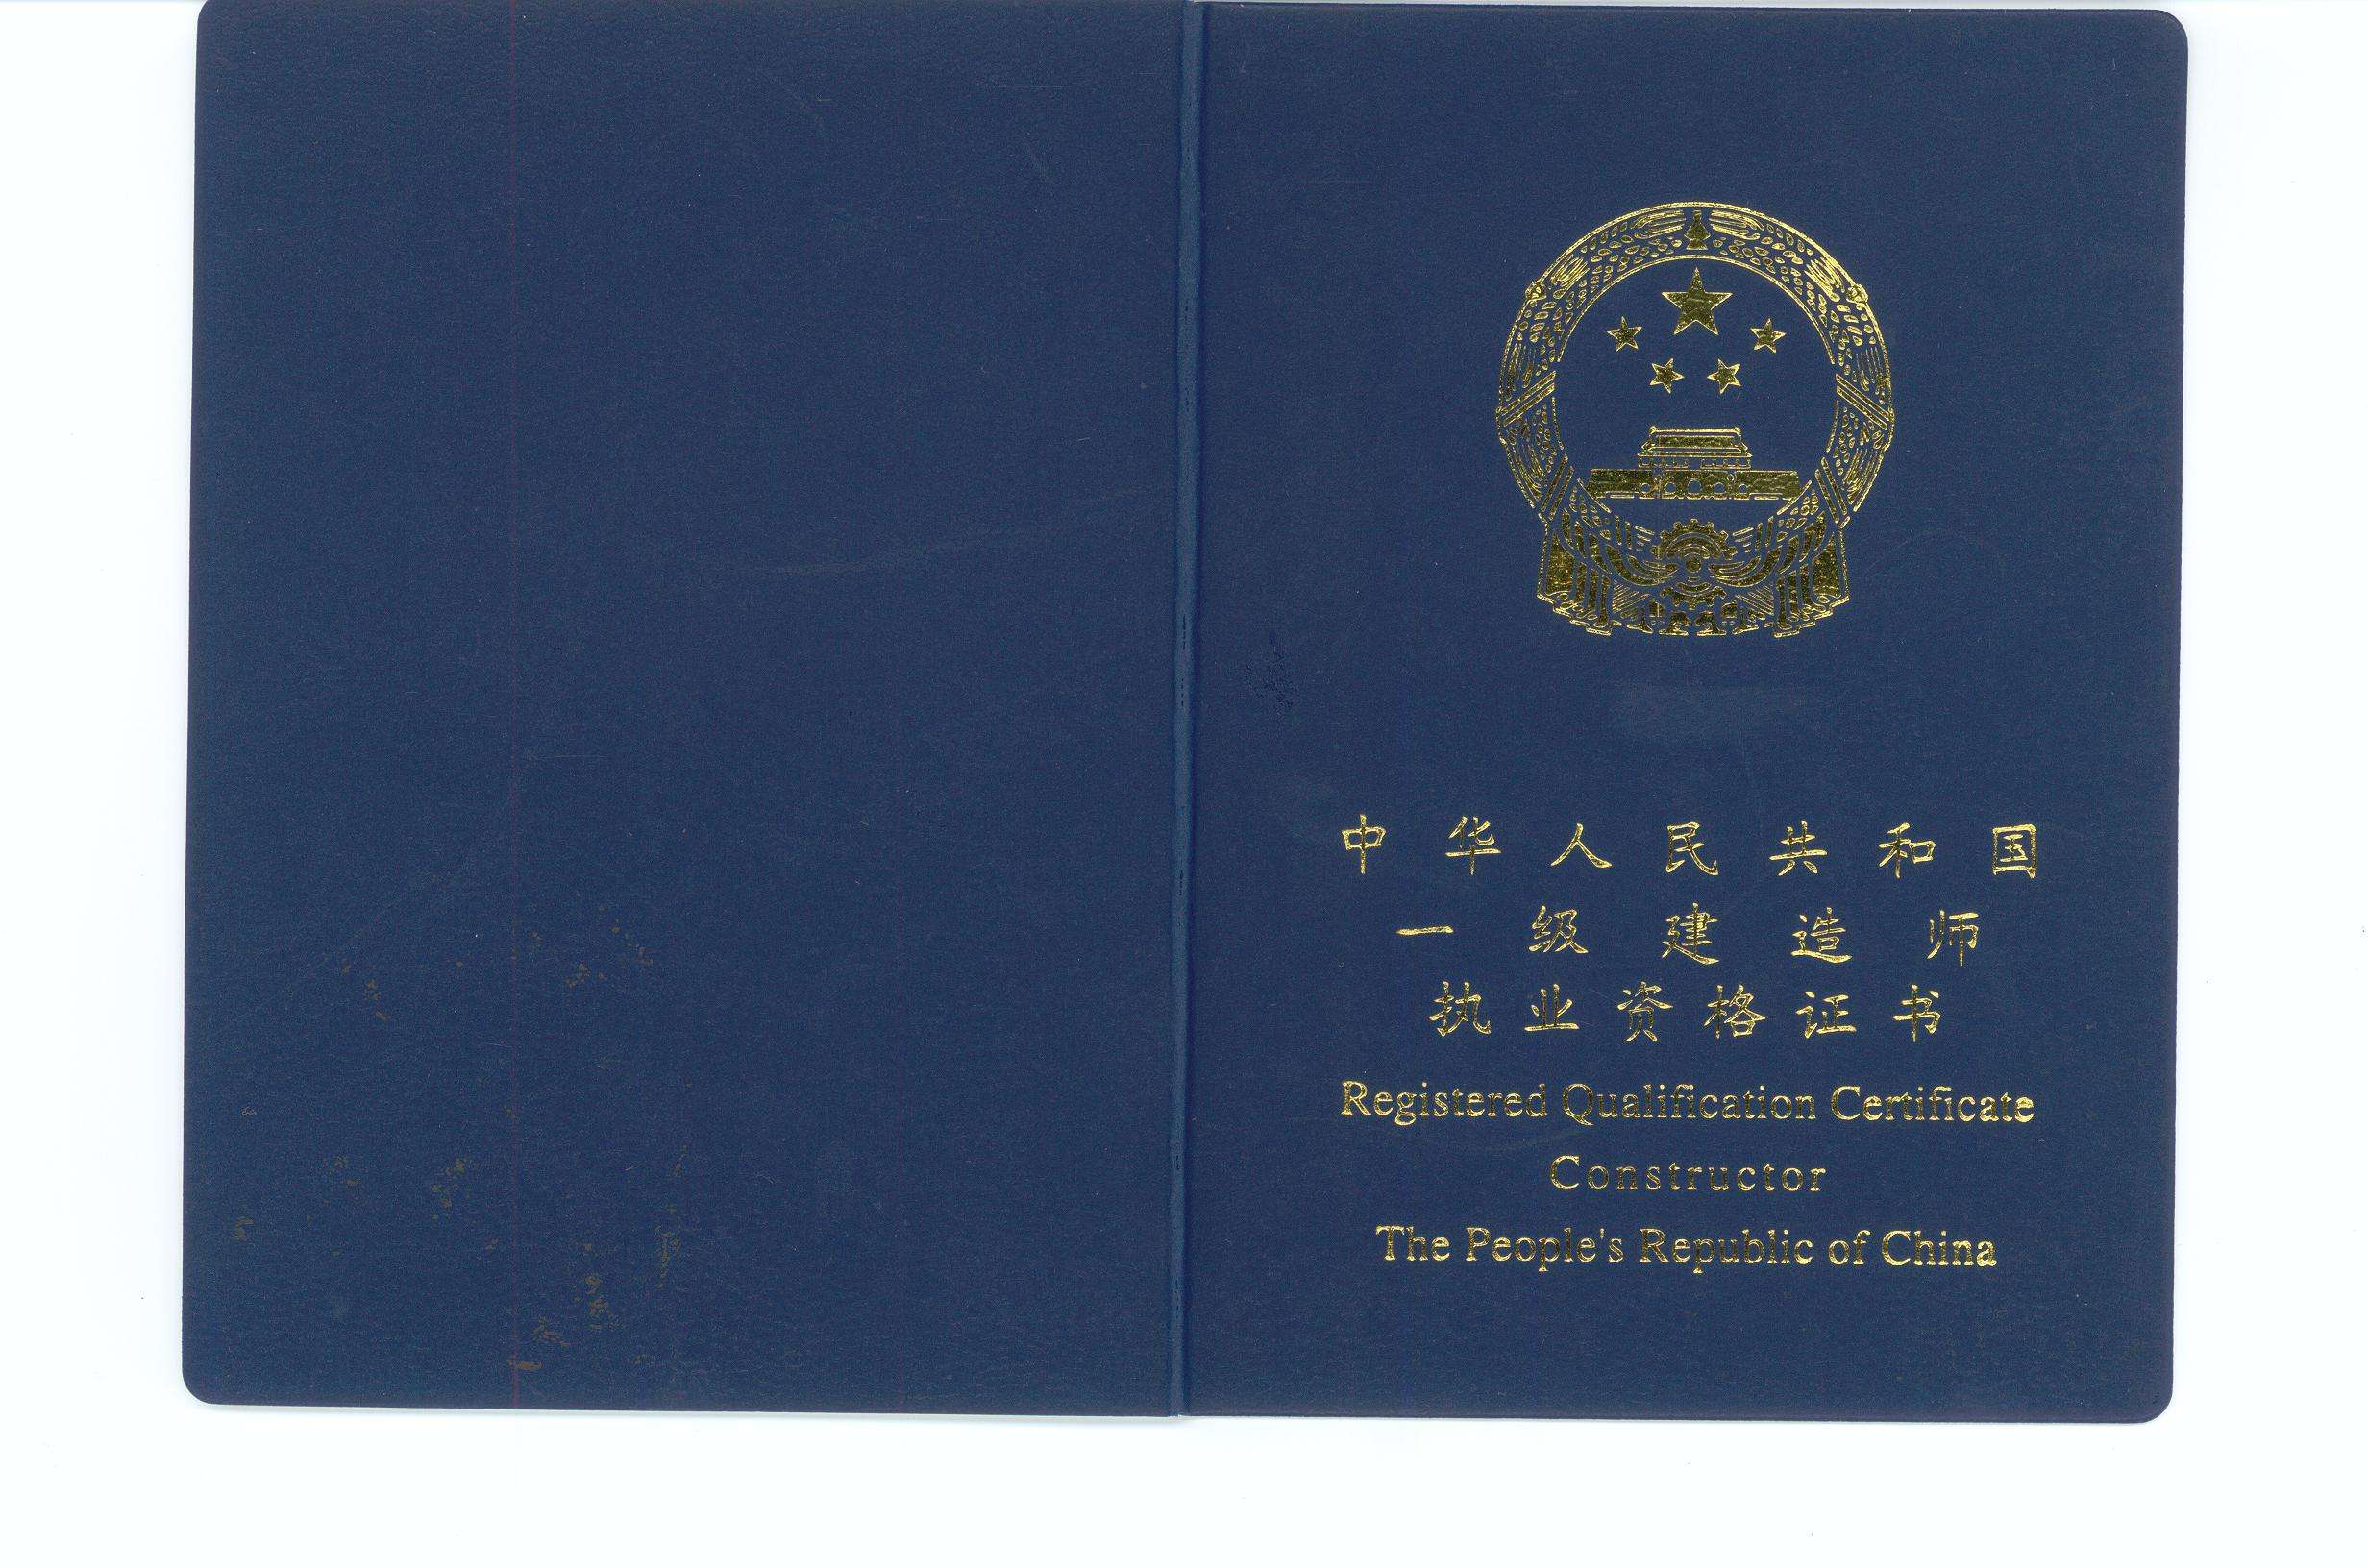 中华人民共和国
一级建造师
执业资格证书
Registered Qualification Certificate
Constructor
The People's Republic of China